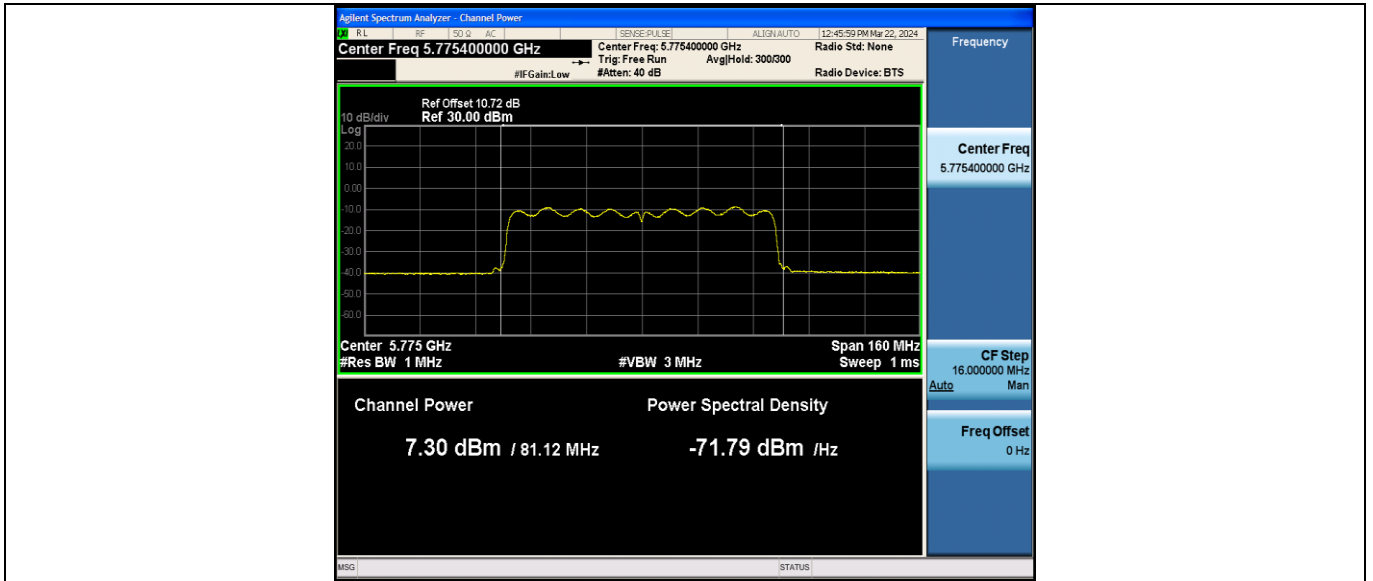 Agilent Spectrum Analyzer - Channel Power
LXI RL RF 50 Ω AC SENSE:PULSE ALIGN AUTO 12:45:59 PM Mar 22, 2024
Center Freq 5.775400000 GHz
Center Freq: 5.775400000 GHz
Radio Std: None
Trig: Free Run Avg|Hold: 300/300
#IFGain:Low
#Atten: 40 dB
Radio Device: BTS
Frequency
Ref Offset 10.72 dB
10 dB/div Ref 30.00 dBm
Log
20.0
10.0
0.00
-10.0
-20.0
-30.0
-40.0
-50.0
-60.0
Center 5.775 GHz Span 160 MHz
#Res BW 1 MHz #VBW 3 MHz Sweep 1 ms
Center Freq
5.775400000 GHz
CF Step
16.000000 MHz
Auto Man
Freq Offset
0 Hz
Channel Power Power Spectral Density
7.30 dBm / 81.12 MHz -71.79 dBm /Hz
MSG STATUS